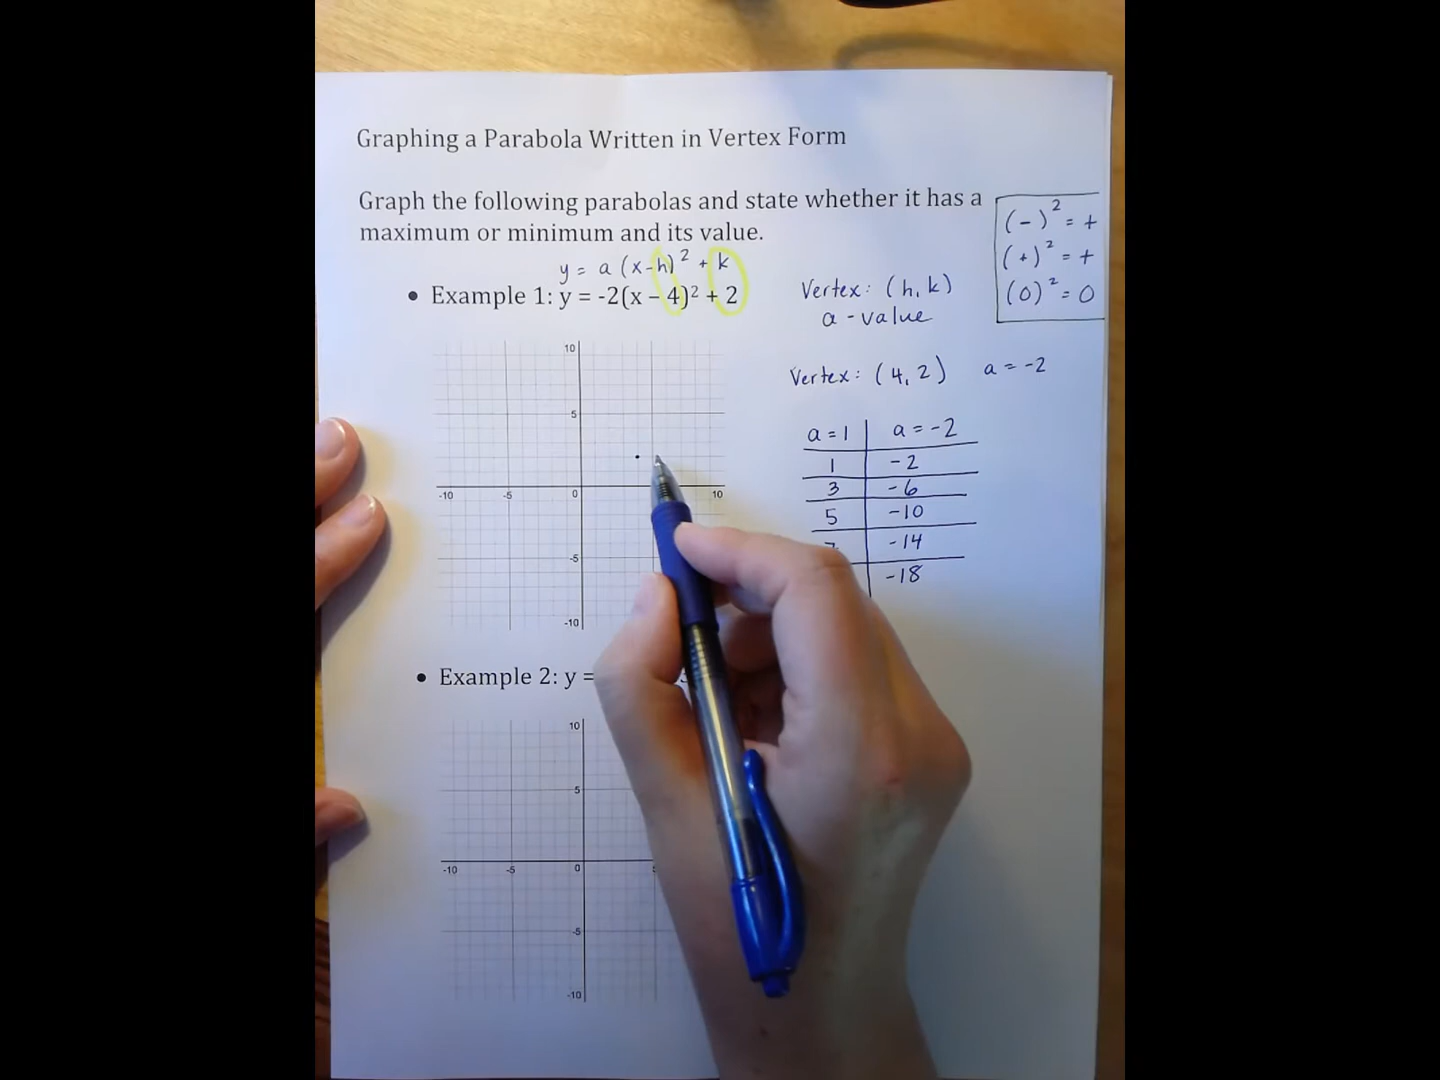 Graphing a Parabola Written in Vertex Form
Graph the following parabolas and state whether it has a
maximum or minimum and its value.
y = a (x-h)² + k
• Example 1: y = -2(x – 4)² + 2
(-)² = +
(+)² = +
(0)² = 0
Vertex: (h, k)
a - value
Vertex: (4, 2) a = -2
a = 1 a = -2
1 -2
3 -6
5 -10
-14
-18
10
5
-10 -5 0 10
-5
-10
• Example 2: y =
10
5
-10 -5 0
-5
-10